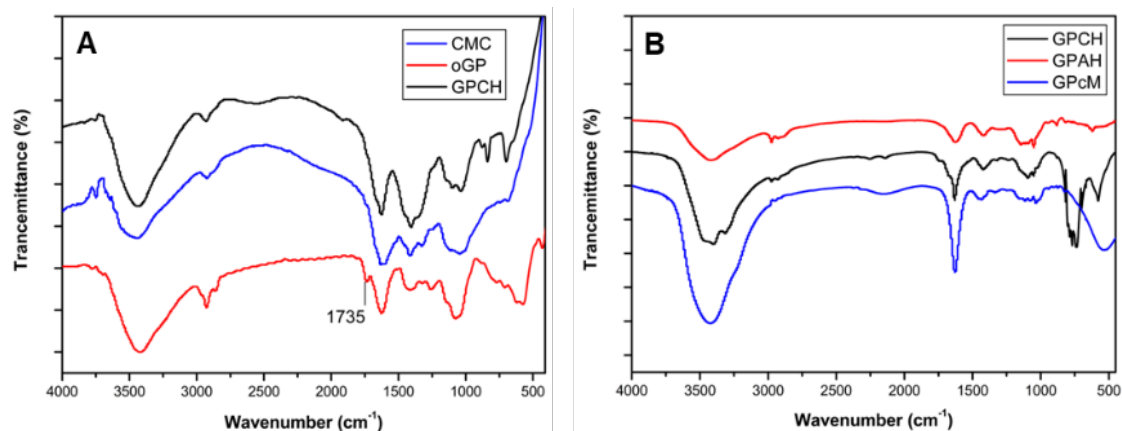 A
CMC
oGP
GPCH
1735
Trancemittance (%)
4000 3500 3000 2500 2000 1500 1000 500
Wavenumber (cm-1)
B
GPCH
GPAH
GPcM
Trancemittance (%)
4000 3500 3000 2500 2000 1500 1000 500
Wavenumber (cm-1)